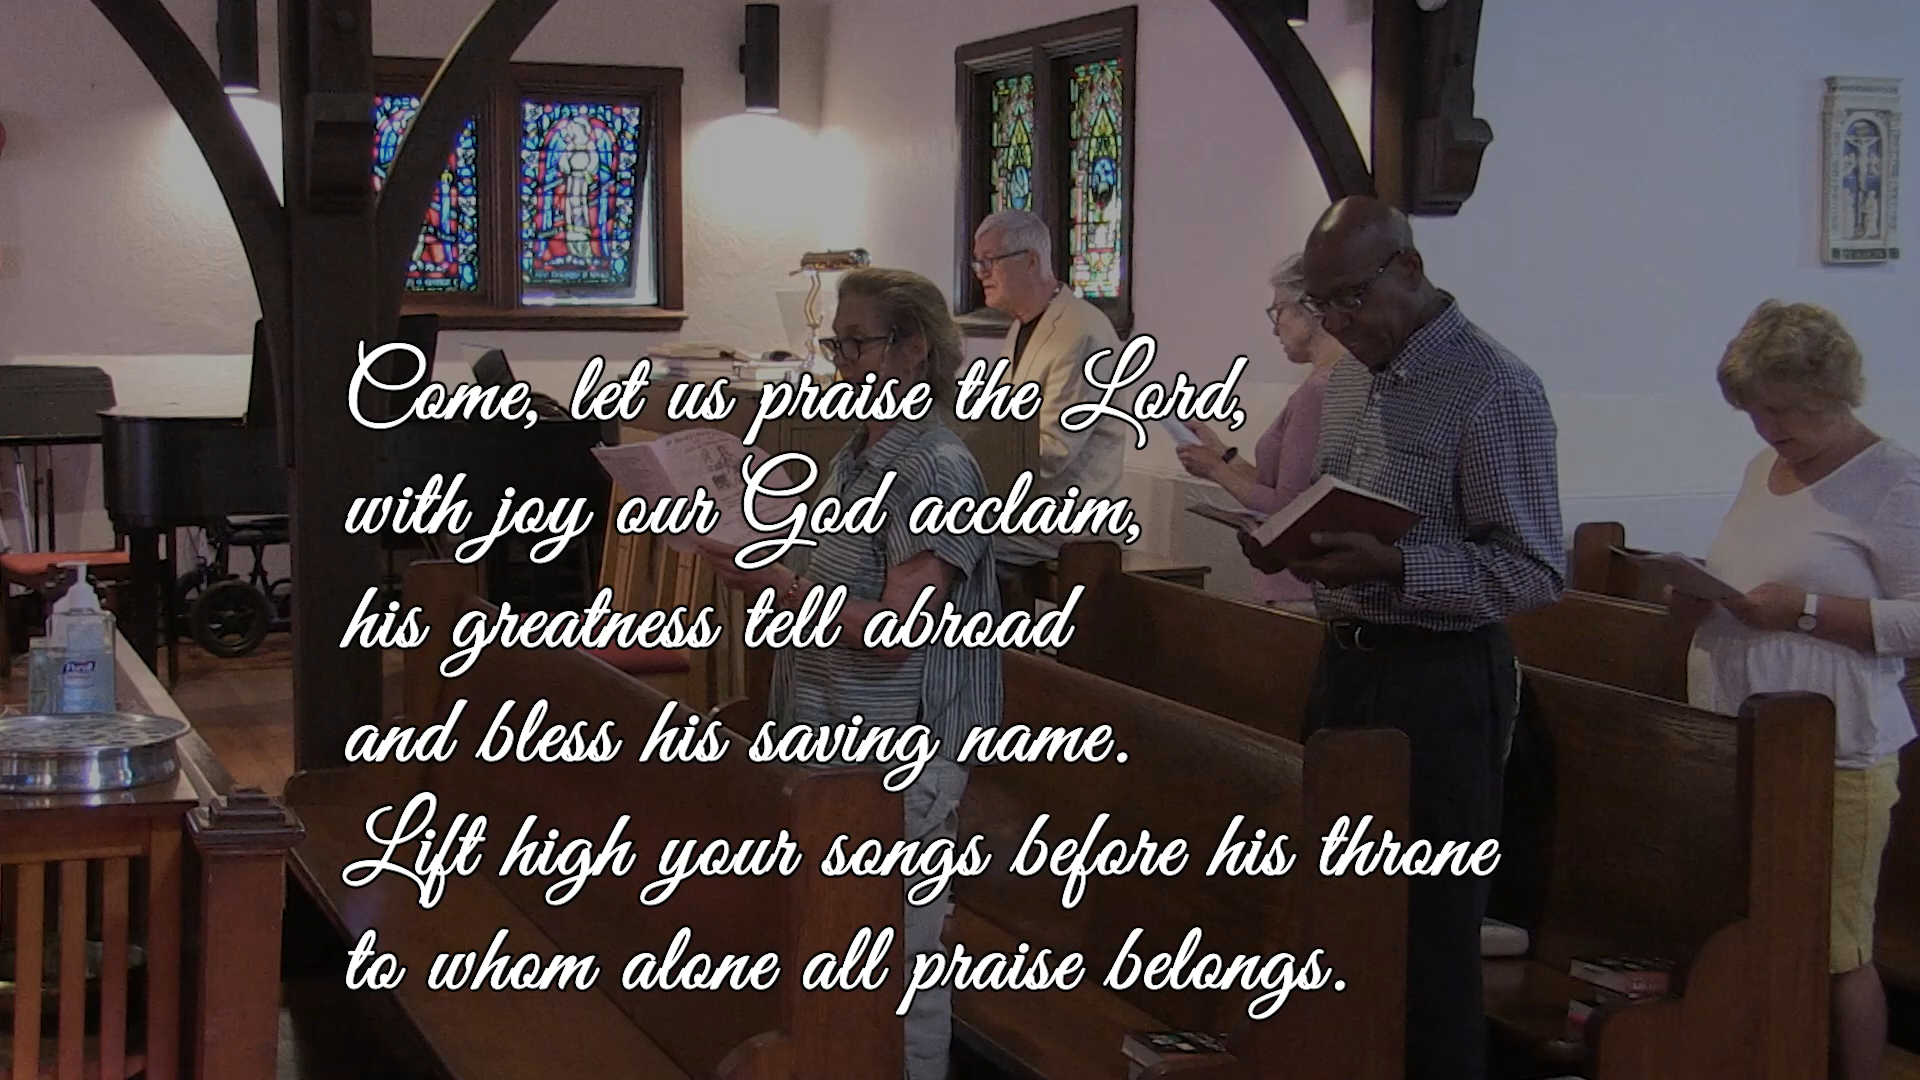 Come, let us praise the Lord,
with joy our God acclaim,
his greatness tell abroad
and bless his saving name.
Lift high your songs before his throne
to whom alone all praise belongs.
Purell